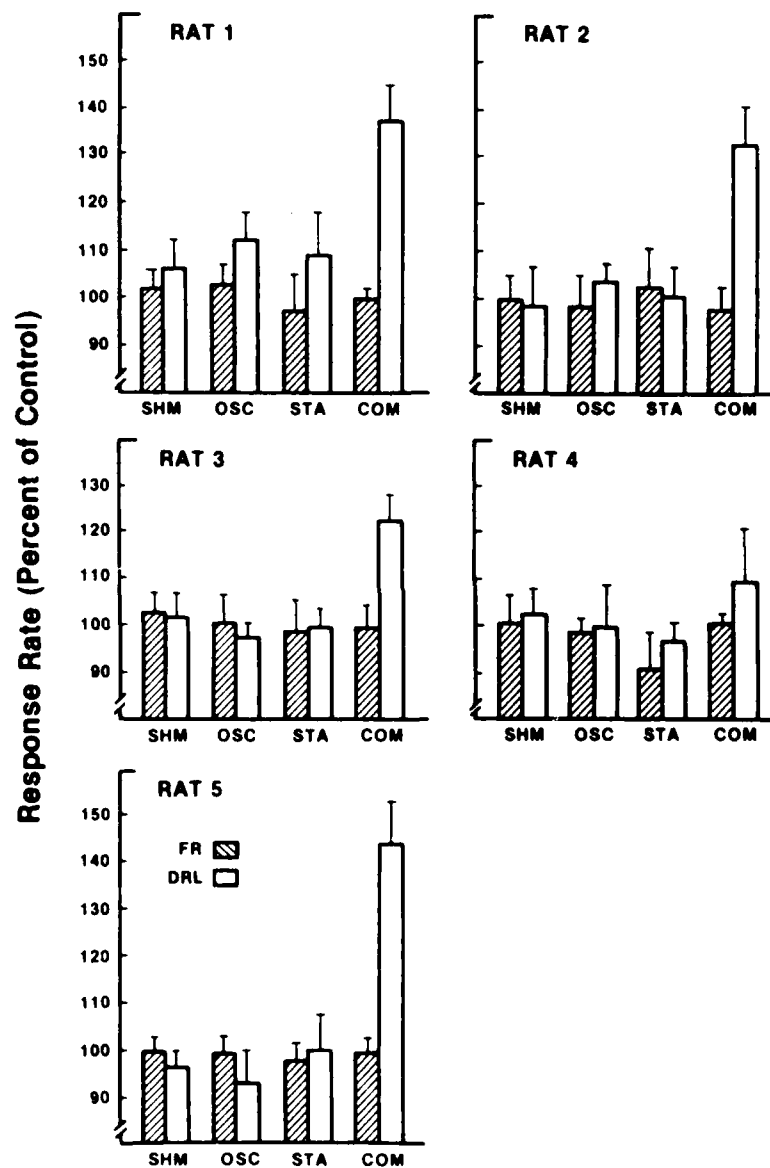 Response Rate (Percent of Control)
RAT 1
150
140
130
120
110
100
90
SHM OSC STA COM
RAT 2
SHM OSC STA COM
RAT 3
130
120
110
100
90
SHM OSC STA COM
RAT 4
SHM OSC STA COM
RAT 5
FR
DRL
150
140
130
120
110
100
90
SHM OSC STA COM